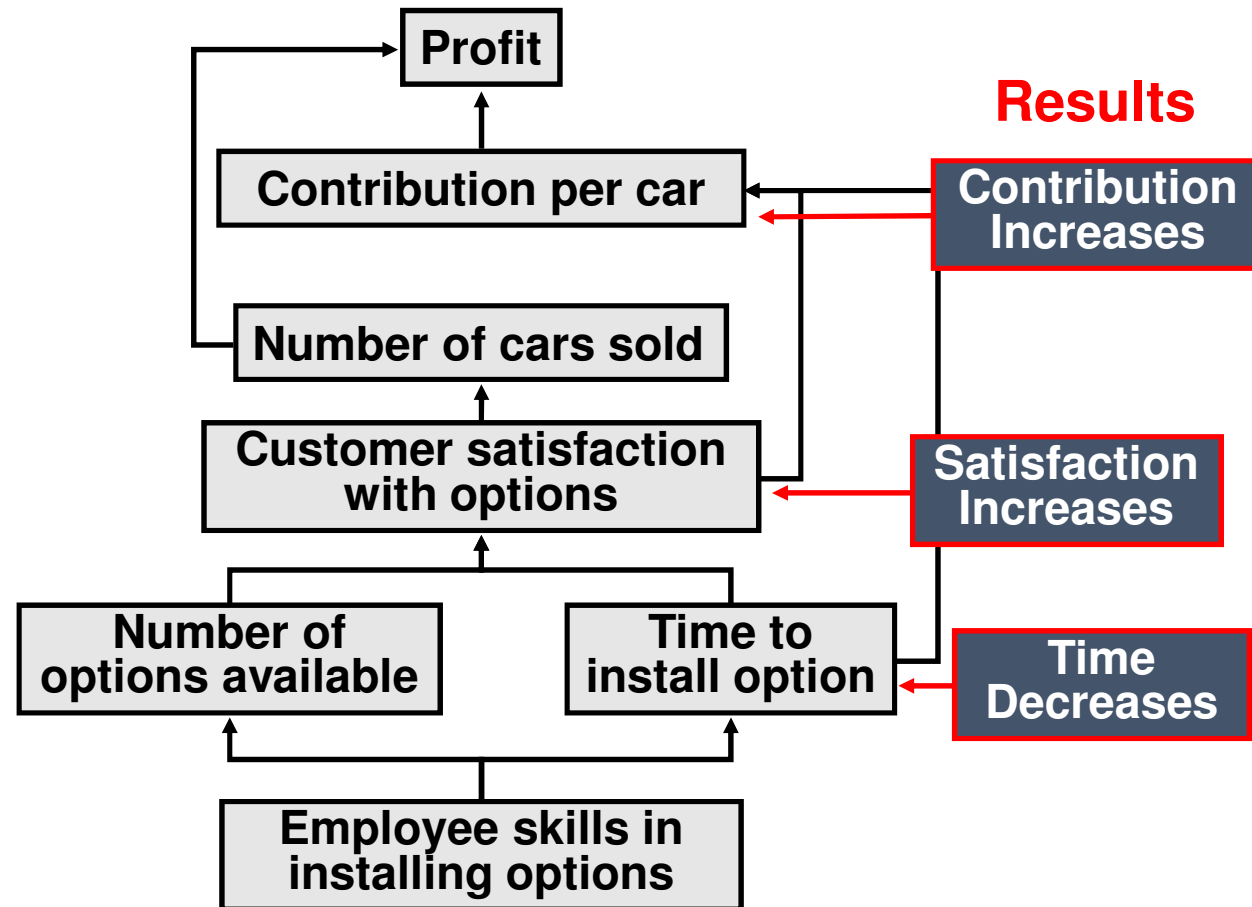 Profit
Results
Contribution per car
Contribution
Increases
Number of cars sold
Customer satisfaction
with options
Satisfaction
Increases
Number of
options available
Time to
install option
Time
Decreases
Employee skills in
installing options